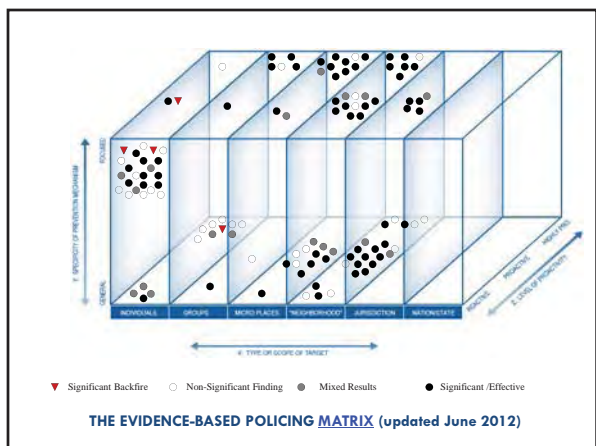 FOCUSED
Y: SPECIFICITY OF PREVENTION MECHANISM
GENERAL
INDIVIDUALS GROUPS MICRO PLACES "NEIGHBORHOOD" JURISDICTION NATION/STATE
PROACTIVE
HIGHLY PRO.
Z: LEVEL OF PROACTIVITY
X: TYPE OR SCOPE OF TARGET
Significant Backfire Non-Significant Finding Mixed Results Significant /Effective
THE EVIDENCE-BASED POLICING MATRIX (updated June 2012)